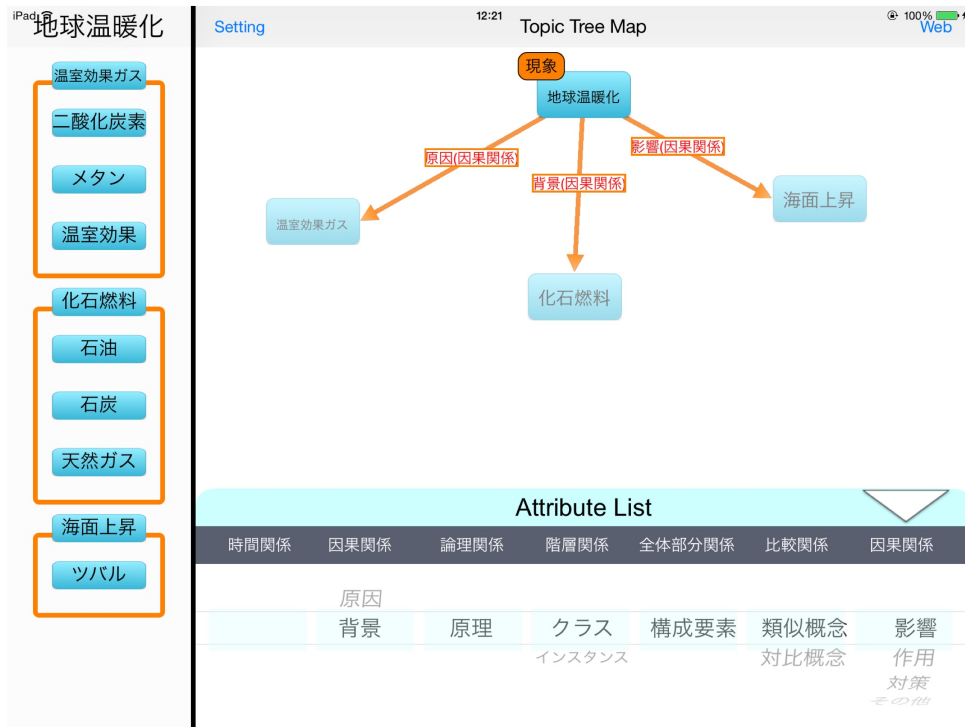 iPad
12:21
100%
地球温暖化
Setting
Topic Tree Map
Web
温室効果ガス
二酸化炭素
メタン
温室効果
化石燃料
石油
石炭
天然ガス
海面上昇
ツバル
現象
地球温暖化
原因(因果関係)
影響(因果関係)
背景(因果関係)
温室効果ガス
海面上昇
化石燃料
Attribute List
時間関係 因果関係 論理関係 階層関係 全体部分関係 比較関係 因果関係
原因
背景 原理 クラス 構成要素 類似概念 影響
インスタンス 対比概念 作用
対策
その他